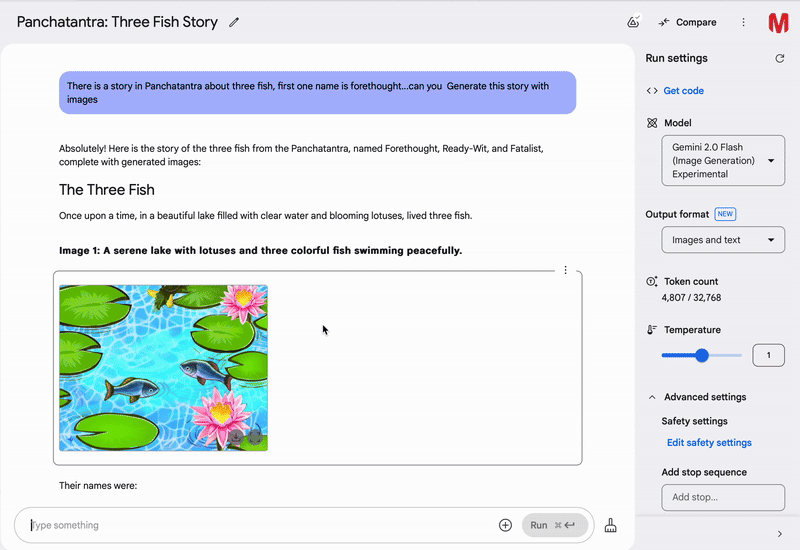 Panchatantra: Three Fish Story
Compare
M
There is a story in Panchatantra about three fish, first one name is forethought...can you Generate this story with
images
Absolutely! Here is the story of the three fish from the Panchatantra, named Forethought, Ready-Wit, and Fatalist,
complete with generated images:
The Three Fish
Once upon a time, in a beautiful lake filled with clear water and blooming lotuses, lived three fish.
Image 1: A serene lake with lotuses and three colorful fish swimming peacefully.
Their names were:
Type something
Run ⌘
Run settings
Get code
Model
Gemini 2.0 Flash
(Image Generation)
Experimental
Output format NEW
Images and text
Token count
4,807 / 32,768
Temperature
1
Advanced settings
Safety settings
Edit safety settings
Add stop sequence
Add stop...